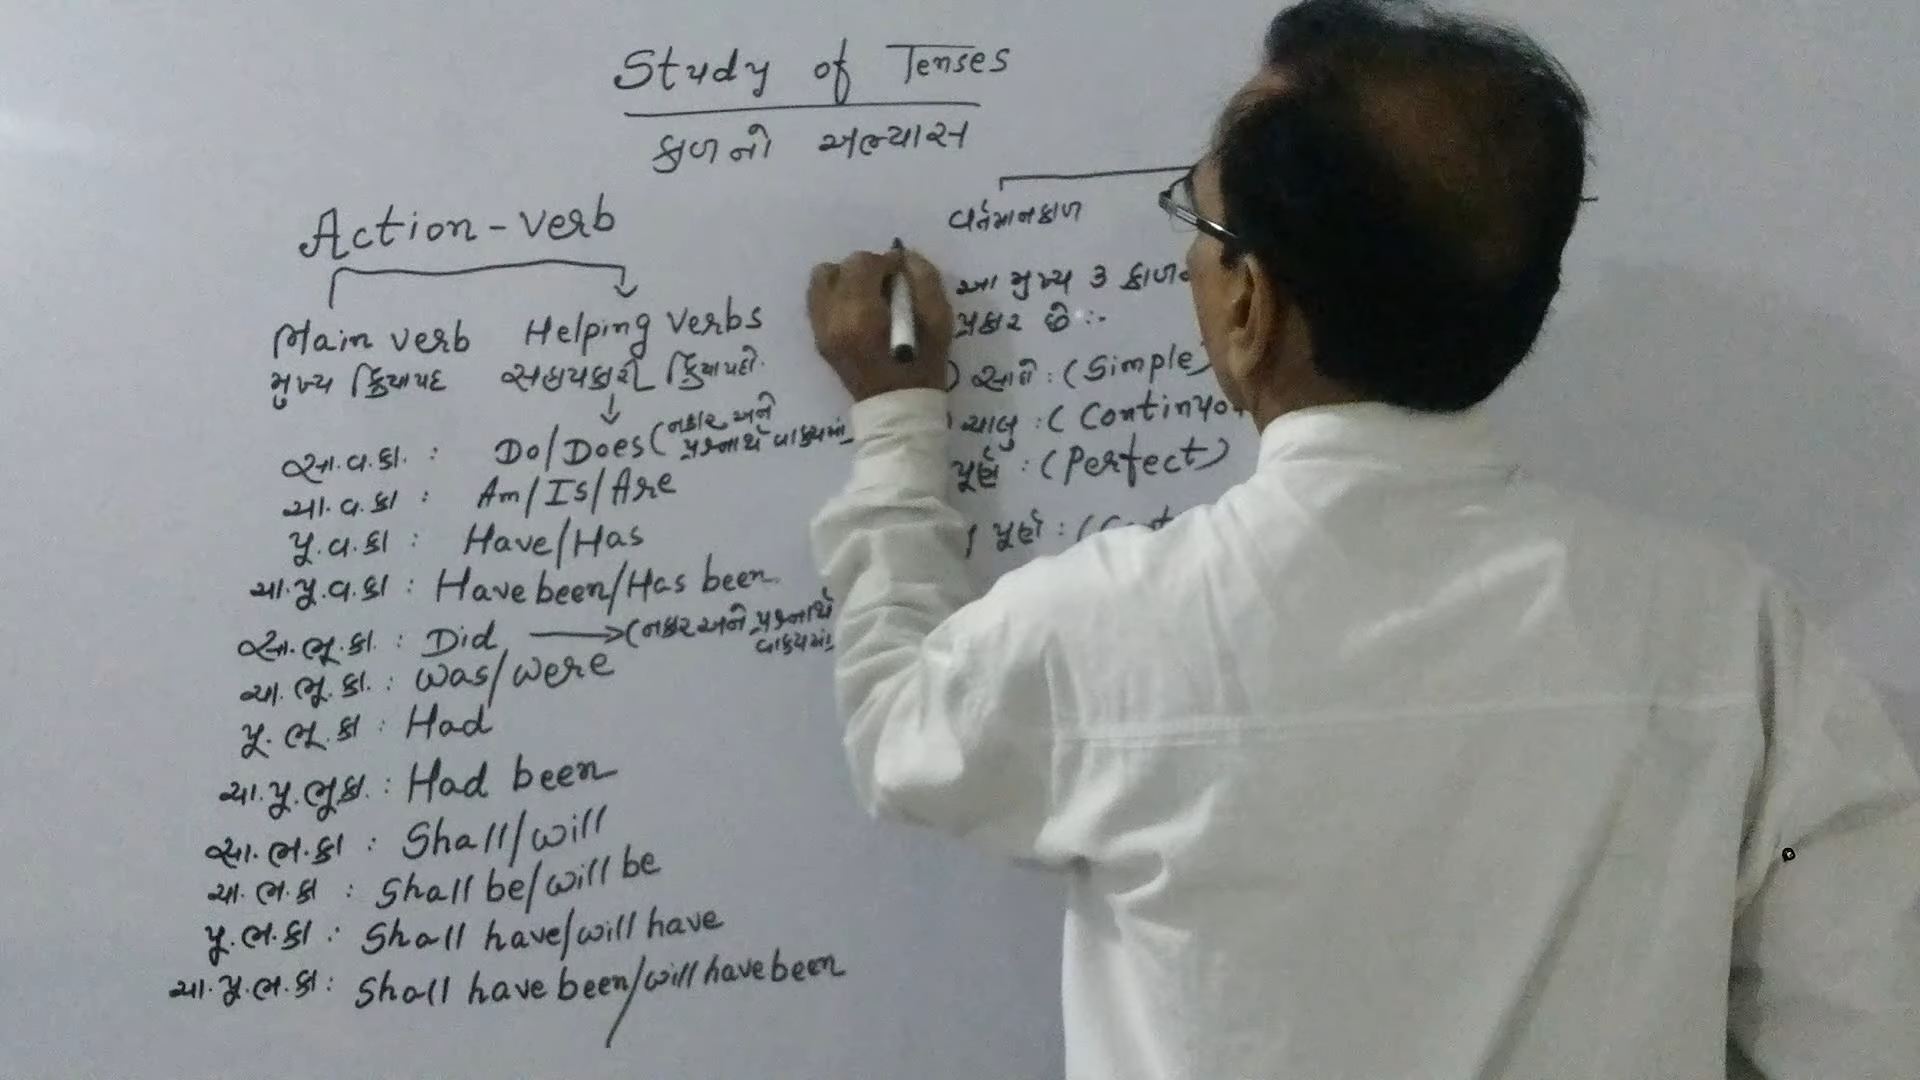 Study of Tenses
કાળનો અભ્યાસ
Action-verb
Main verb Helping verbs
મુખ્ય ક્રિયાપદ સહાયકારી ક્રિયાપદો.
સા.વ.કા. : Do/Does (નકાર અને
પ્રશ્નાર્થ વાક્યમાં
ચા.વ.કા : Am/Is/Are
પૂ.વ.કા : Have/Has
ચા.પૂ.વ.કા : Have been/Has been
સા.ભૂ.કા : Did (નકાર અને પ્રશ્નાર્થ
વાક્યમાં
ચા.ભૂ.કા. : was/were
પૂ.ભૂ.કા : Had
ચા.પૂ.ભૂકા. : Had been
સા.ભ.કા : Shall/will
ચા.ભ.કા : Shall be/will be
પૂ.ભ.કા : Shall have/will have
ચા.પૂ.ભ.કા : Shall have been/will have been
વર્તમાનકાળ
આ મુખ્ય ૩ કાળ
પ્રકાર છે :-
સાદો : (Simple)
ચાલુ : (
પૂર્ણ : (Perfect)
પૂર્ણ : (